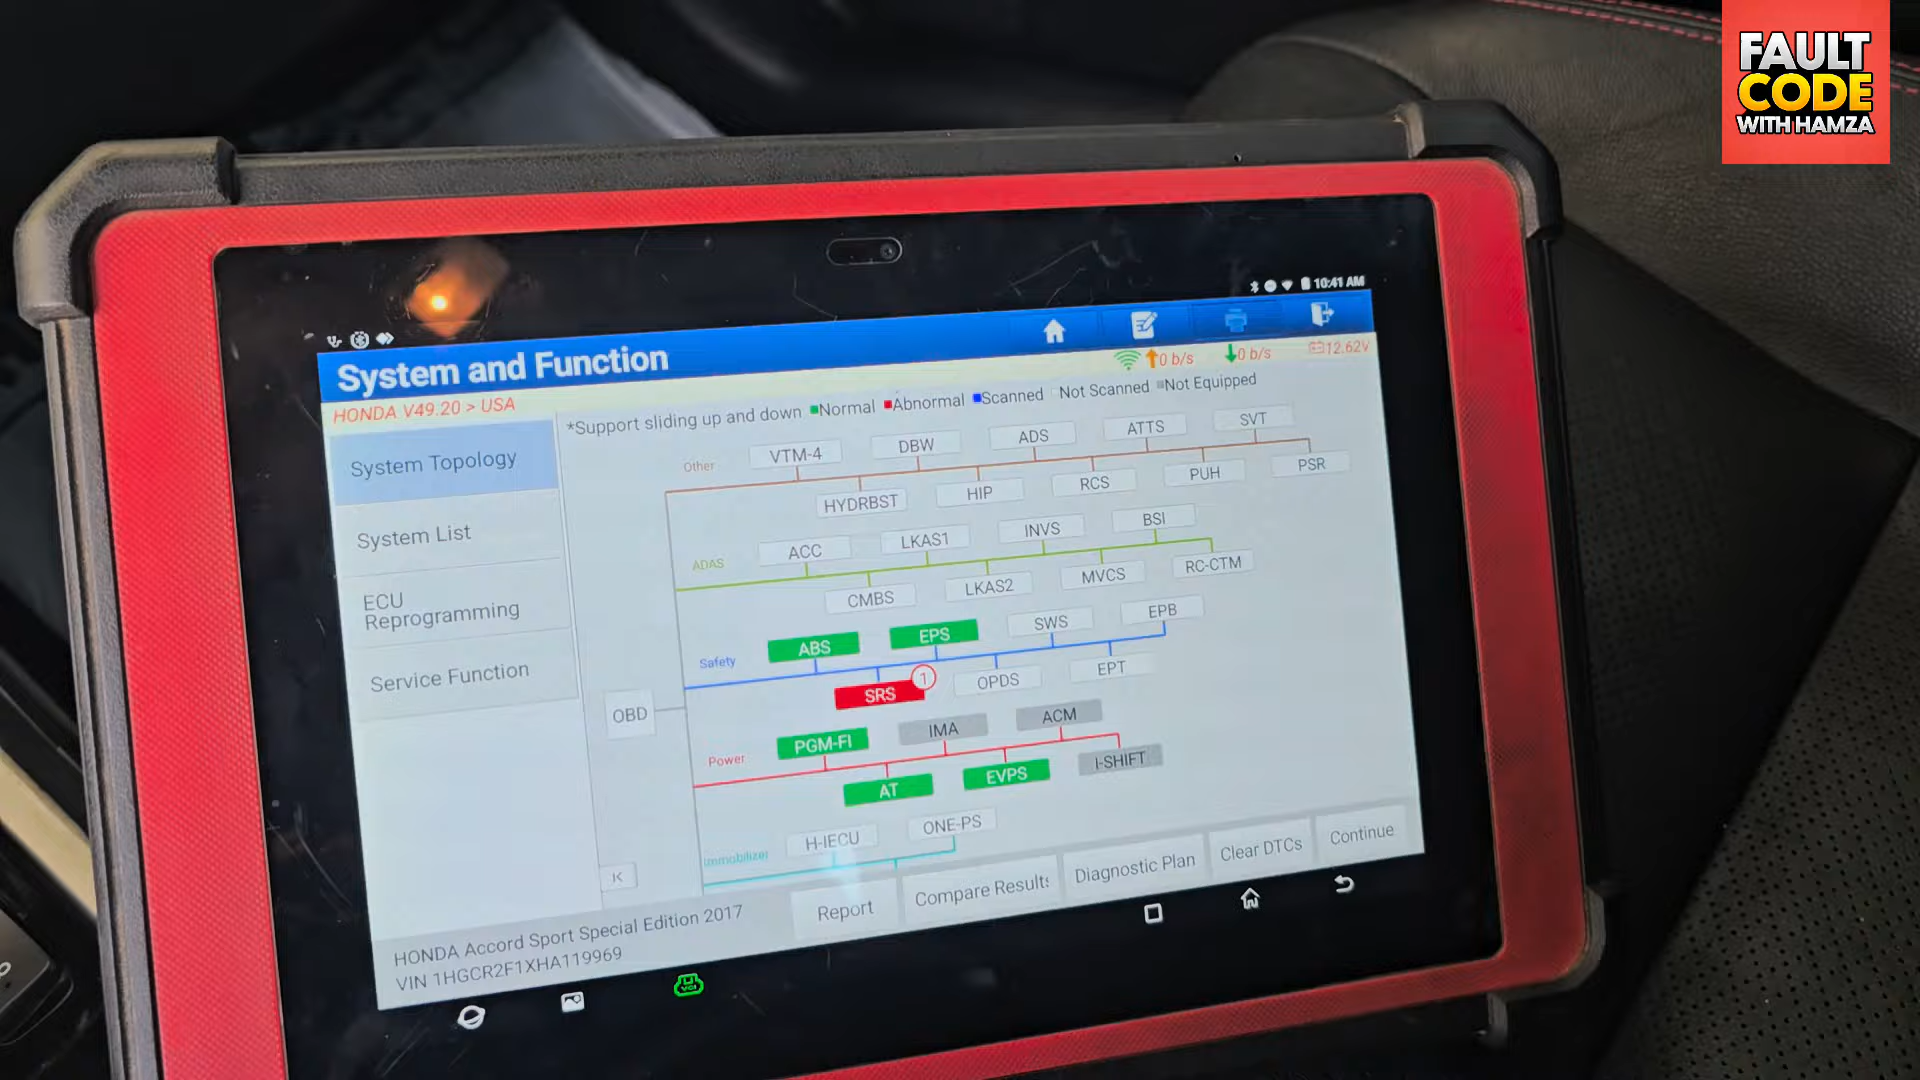 FAULT
CODE
WITH HAMZA
10:41 AM
System and Function
0 b/s
0 b/s
12.62V
HONDA V49.20 > USA
*Support sliding up and down Normal Abnormal Scanned Not Scanned Not Equipped
System Topology
System List
ECU
Reprogramming
Service Function
OBD
Other
VTM-4
DBW
ADS
ATTS
SVT
HYDRBST
HIP
RCS
PUH
PSR
ADAS
ACC
LKAS1
INVS
BSI
CMBS
LKAS2
MVCS
RC-CTM
Safety
ABS
EPS
SWS
EPB
SRS
1
OPDS
EPT
Power
PGM-FI
IMA
ACM
AT
EVPS
I-SHIFT
Immobilizer
H-IECU
ONE-PS
Report
Compare Results
Diagnostic Plan
Clear DTCs
Continue
HONDA Accord Sport Special Edition 2017
VIN 1HGCR2F1XHA119969
VCI